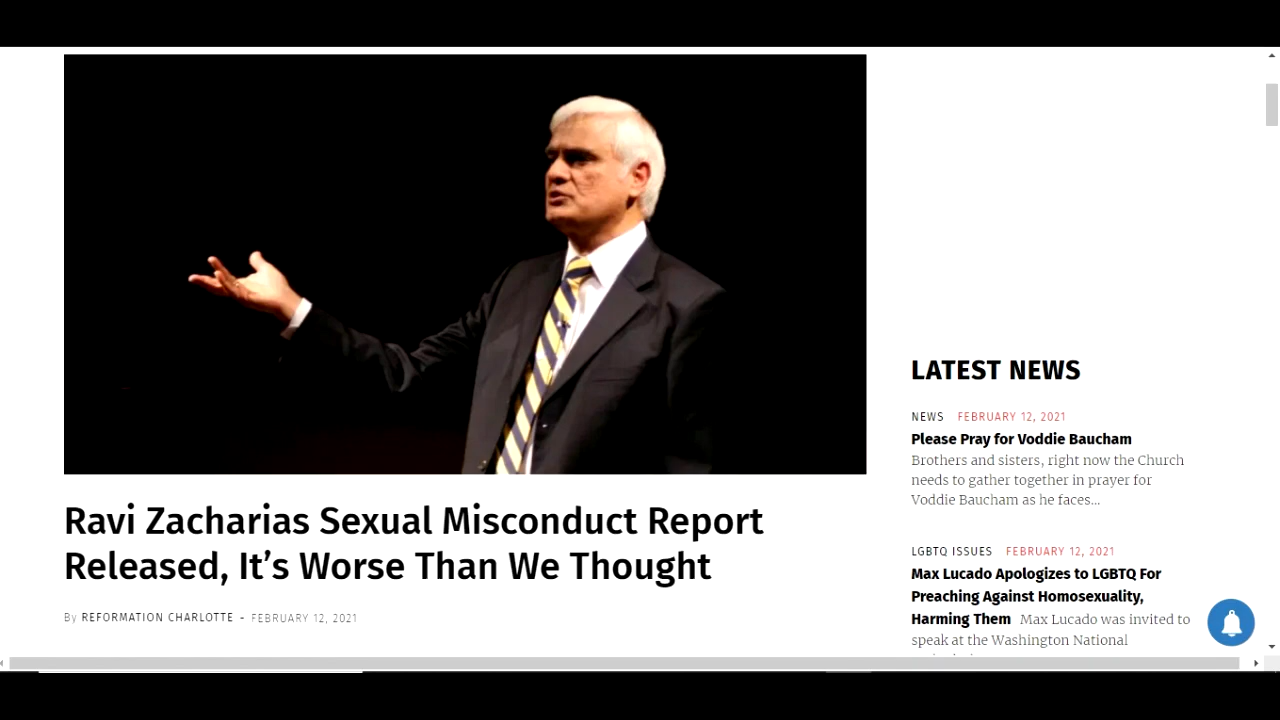 Ravi Zacharias Sexual Misconduct Report
Released, It’s Worse Than We Thought
By REFORMATION CHARLOTTE - FEBRUARY 12, 2021
LATEST NEWS
NEWS FEBRUARY 12, 2021
Please Pray for Voddie Baucham
Brothers and sisters, right now the Church
needs to gather together in prayer for
Voddie Baucham as he faces...
LGBTQ ISSUES FEBRUARY 12, 2021
Max Lucado Apologizes to LGBTQ For
Preaching Against Homosexuality,
Harming Them Max Lucado was invited to
speak at the Washington National